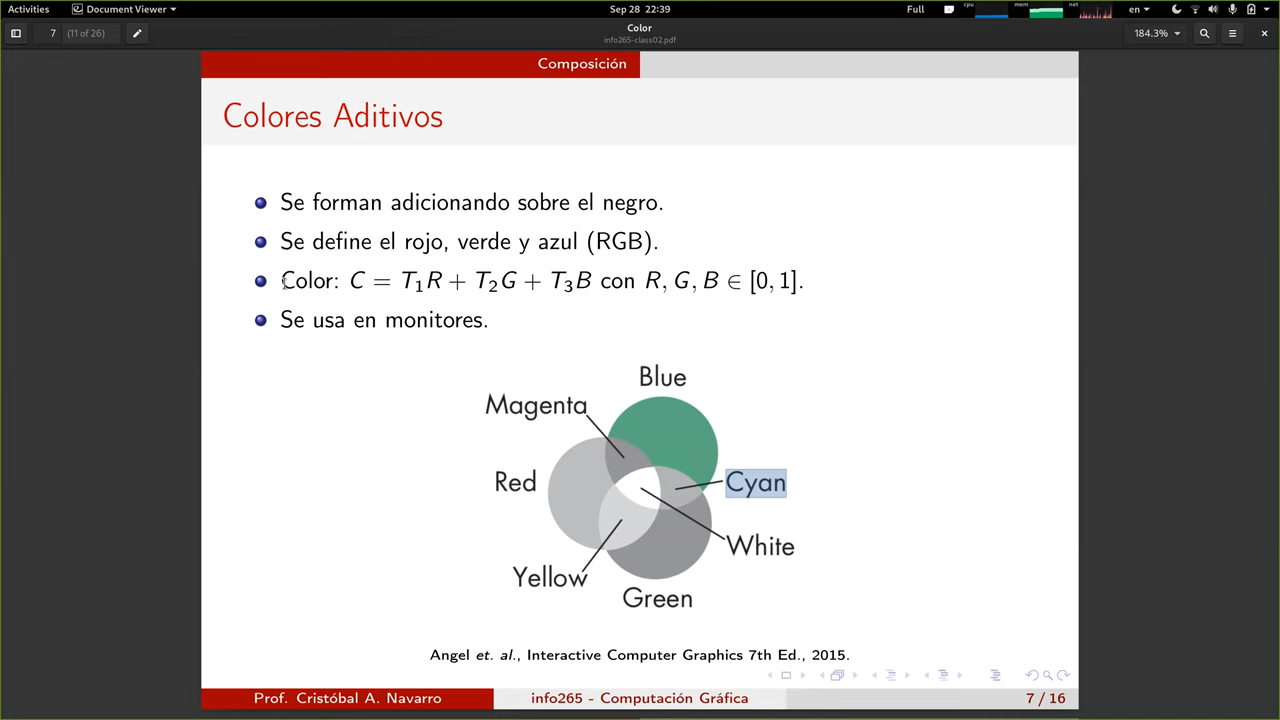 Activities
Document Viewer
Sep 28 22:39
Full
cpu
mem
net
en
7
(11 of 26)
Color
info265-class02.pdf
184.3%
Composición
Colores Aditivos
Se forman adicionando sobre el negro.
Se define el rojo, verde y azul (RGB).
Color: C = T₁R + T₂G + T₃B con R, G, B ∈ [0, 1].
Se usa en monitores.
Blue
Magenta
Red
Cyan
White
Yellow
Green
Angel et. al., Interactive Computer Graphics 7th Ed., 2015.
Prof. Cristóbal A. Navarro
info265 - Computación Gráfica
7 / 16